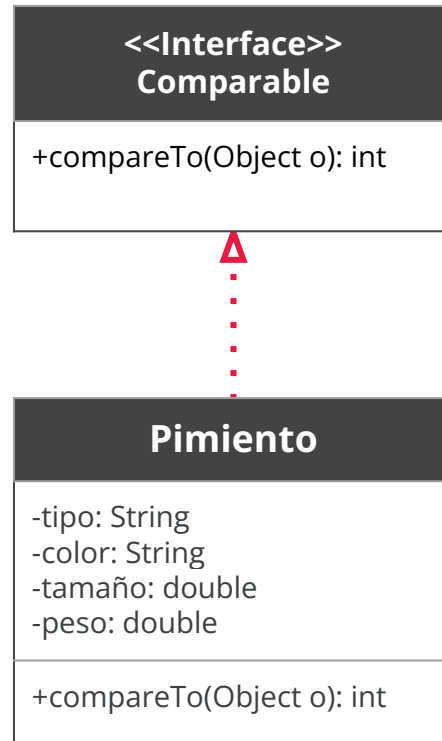 <<Interface>>
Comparable
+compareTo(Object o): int
Pimiento
-tipo: String
-color: String
-tamaño: double
-peso: double
+compareTo(Object o): int